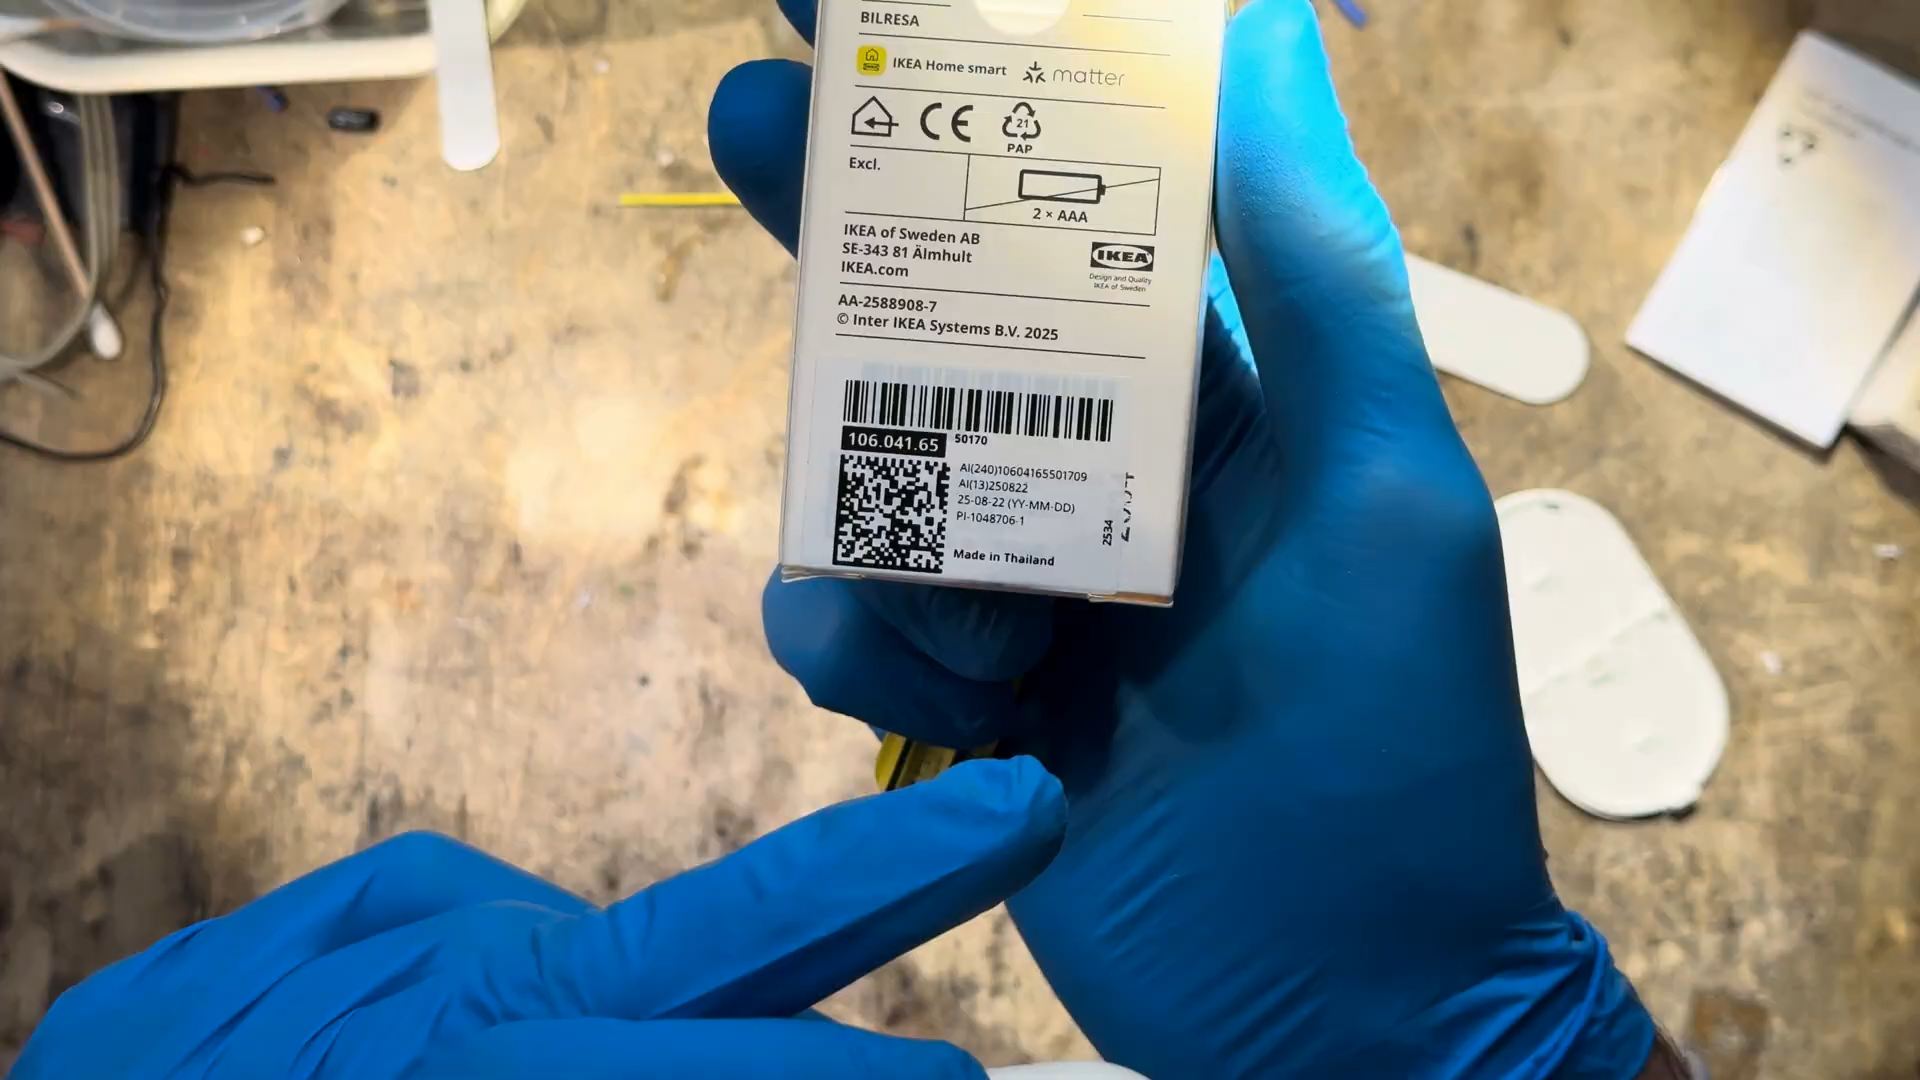 BILRESA
IKEA Home smart matter
CE
21
PAP
Excl.
2 × AAA
IKEA of Sweden AB
SE-343 81 Älmhult
IKEA.com
IKEA
Design and Quality
IKEA of Sweden
AA-2588908-7
© Inter IKEA Systems B.V. 2025
106.041.65
50170
AI(240)10604165501709
AI(13)250822
25-08-22 (YY-MM-DD)
PI-1048706-1
Made in Thailand
2534